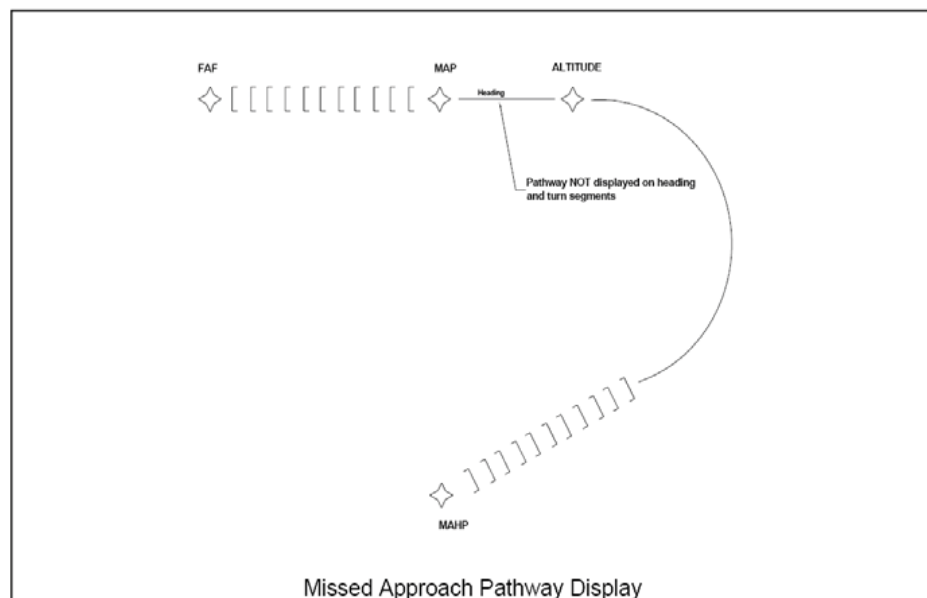 FAF
MAP
ALTITUDE
Heading
Pathway NOT displayed on heading
and turn segments
MAHP
Missed Approach Pathway Display